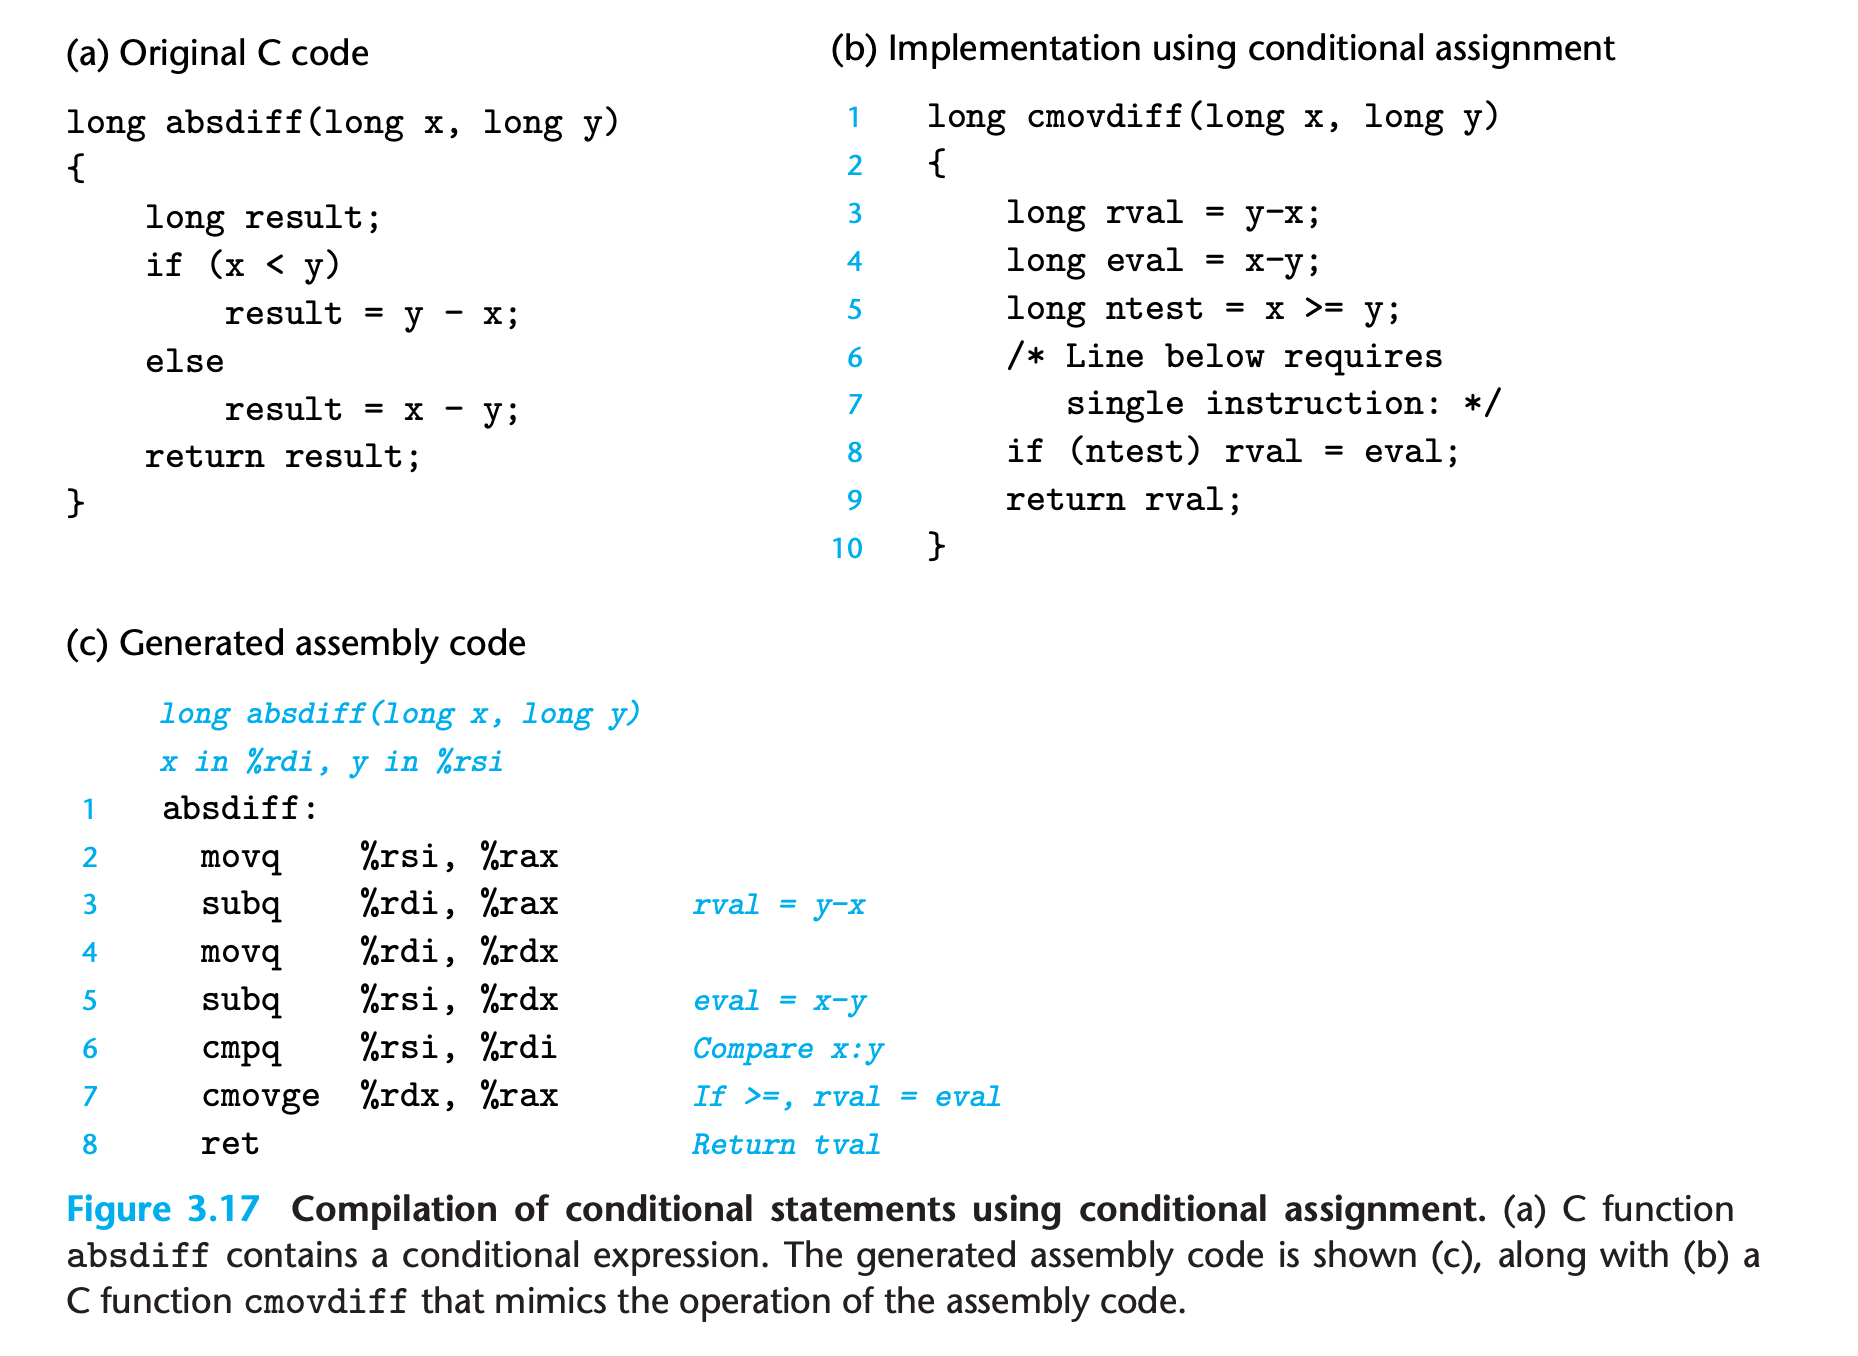 (a) Original C code
long absdiff(long x, long y)
{
    long result;
    if (x < y)
        result = y - x;
    else
        result = x - y;
    return result;
}
(b) Implementation using conditional assignment
1 long cmovdiff(long x, long y)
2 {
3     long rval = y-x;
4     long eval = x-y;
5     long ntest = x >= y;
6     /* Line below requires
7        single instruction: */
8     if (ntest) rval = eval;
9     return rval;
10 }
(c) Generated assembly code
long absdiff(long x, long y)
x in %rdi, y in %rsi
1 absdiff:
2   movq    %rsi, %rax
3   subq    %rdi, %rax    rval = y-x
4   movq    %rdi, %rdx
5   subq    %rsi, %rdx    eval = x-y
6   cmpq    %rsi, %rdi    Compare x:y
7   cmovge  %rdx, %rax    If >=, rval = eval
8   ret    Return tval
Figure 3.17 Compilation of conditional statements using conditional assignment. (a) C function
absdiff contains a conditional expression. The generated assembly code is shown (c), along with (b) a
C function cmovdiff that mimics the operation of the assembly code.